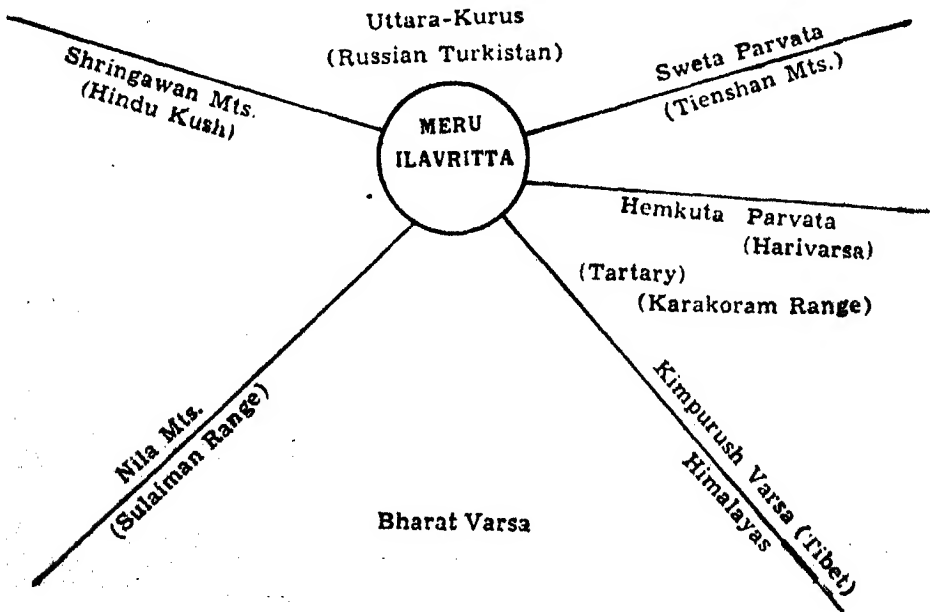 Uttara-Kurus
(Russian Turkistan)
Shringawan Mts.
(Hindu Kush)
Sweta Parvata
(Tienshan Mts.)
MERU
ILAVRITTA
Hemkuta Parvata
(Harivarsa)
(Tartary)
(Karakoram Range)
Nila Mts.
(Sulaiman Range)
Kimpurush Varsa (Tibet)
Himalayas
Bharat Varsa